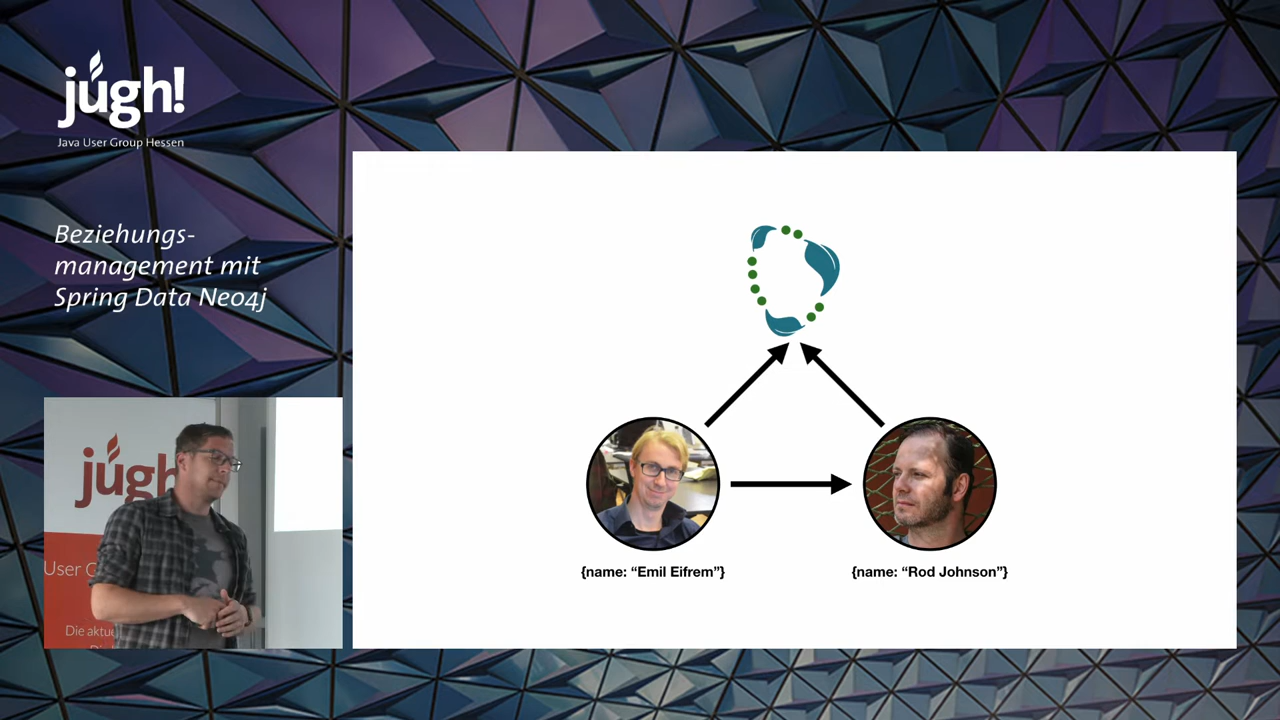 jugh!
Java User Group Hessen
Beziehungs-
management mit
Spring Data Neo4j
jugh
User G
Die aktue
{name: “Emil Eifrem”}
{name: “Rod Johnson”}